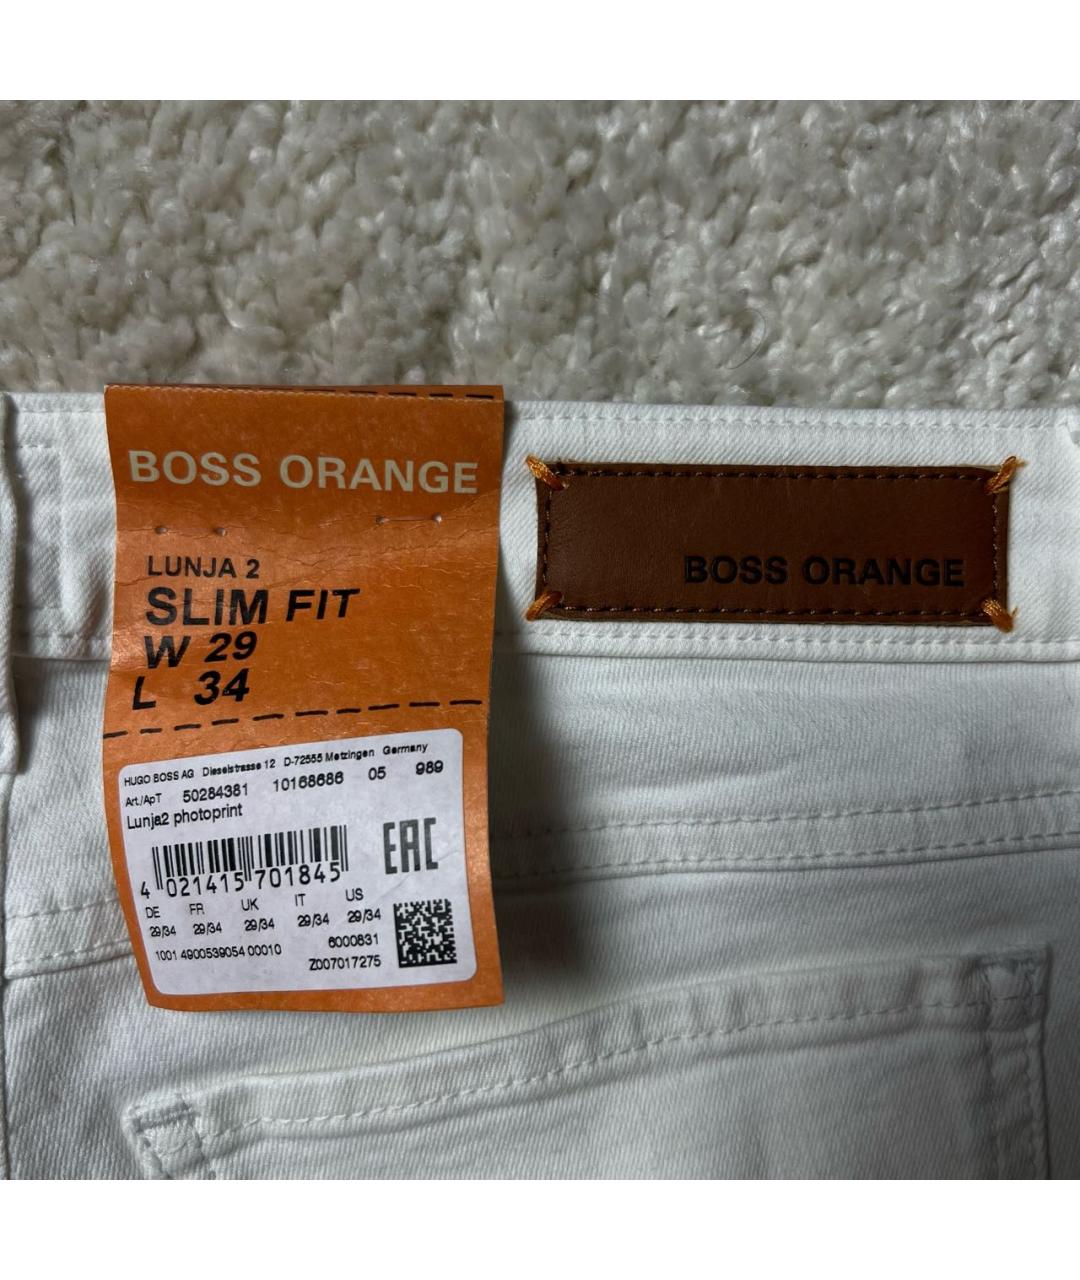 BOSS ORANGE
LUNJA 2
SLIM FIT
W 29
L 34
HUGO BOSS AG Dieselstrasse 12 D-72555 Metzingen Germany
Art./АрТ 50284381 10168686 05 989
Lunja2 photoprint
EAC
4 021415 701845
DE FR UK IT US
29/34 29/34 29/34 29/34 29/34
1001 4900539054 00010 6000831
Z007017275
BOSS ORANGE